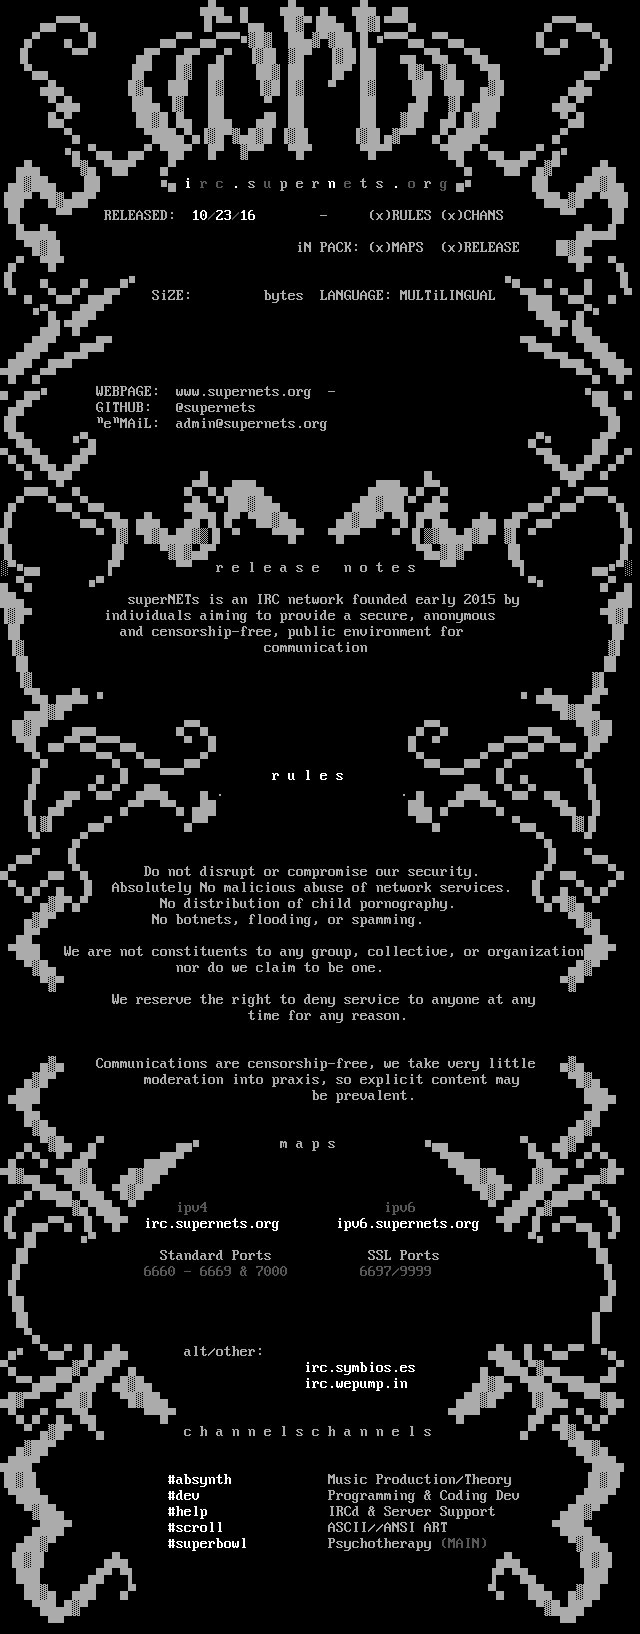 irc.supernets.org
RELEASED: 10/23/16 - (x)RULES (x)CHANS
iN PACK: (x)MAPS (x)RELEASE
SiZE: bytes LANGUAGE: MULTiLINGUAL
WEBPAGE: www.supernets.org -
GITHUB: @supernets
"e"MAiL: admin@supernets.org
release notes
superNETs is an IRC network founded early 2015 by
individuals aiming to provide a secure, anonymous
and censorship-free, public environment for
communication
rules
Do not disrupt or compromise our security.
Absolutely No malicious abuse of network services.
No distribution of child pornography.
No botnets, flooding, or spamming.
We are not constituents to any group, collective, or organization
nor do we claim to be one.
We reserve the right to deny service to anyone at any
time for any reason.
Communications are censorship-free, we take very little
moderation into praxis, so explicit content may
be prevalent.
maps
ipv4 ipv6
irc.supernets.org ipv6.supernets.org
Standard Ports SSL Ports
6660 - 6669 & 7000 6697/9999
alt/other:
irc.symbios.es
irc.wepump.in
channelschannels
#absynth Music Production/Theory
#dev Programming & Coding Dev
#help IRCd & Server Support
#scroll ASCII//ANSI ART
#superbowl Psychotherapy (MAIN)